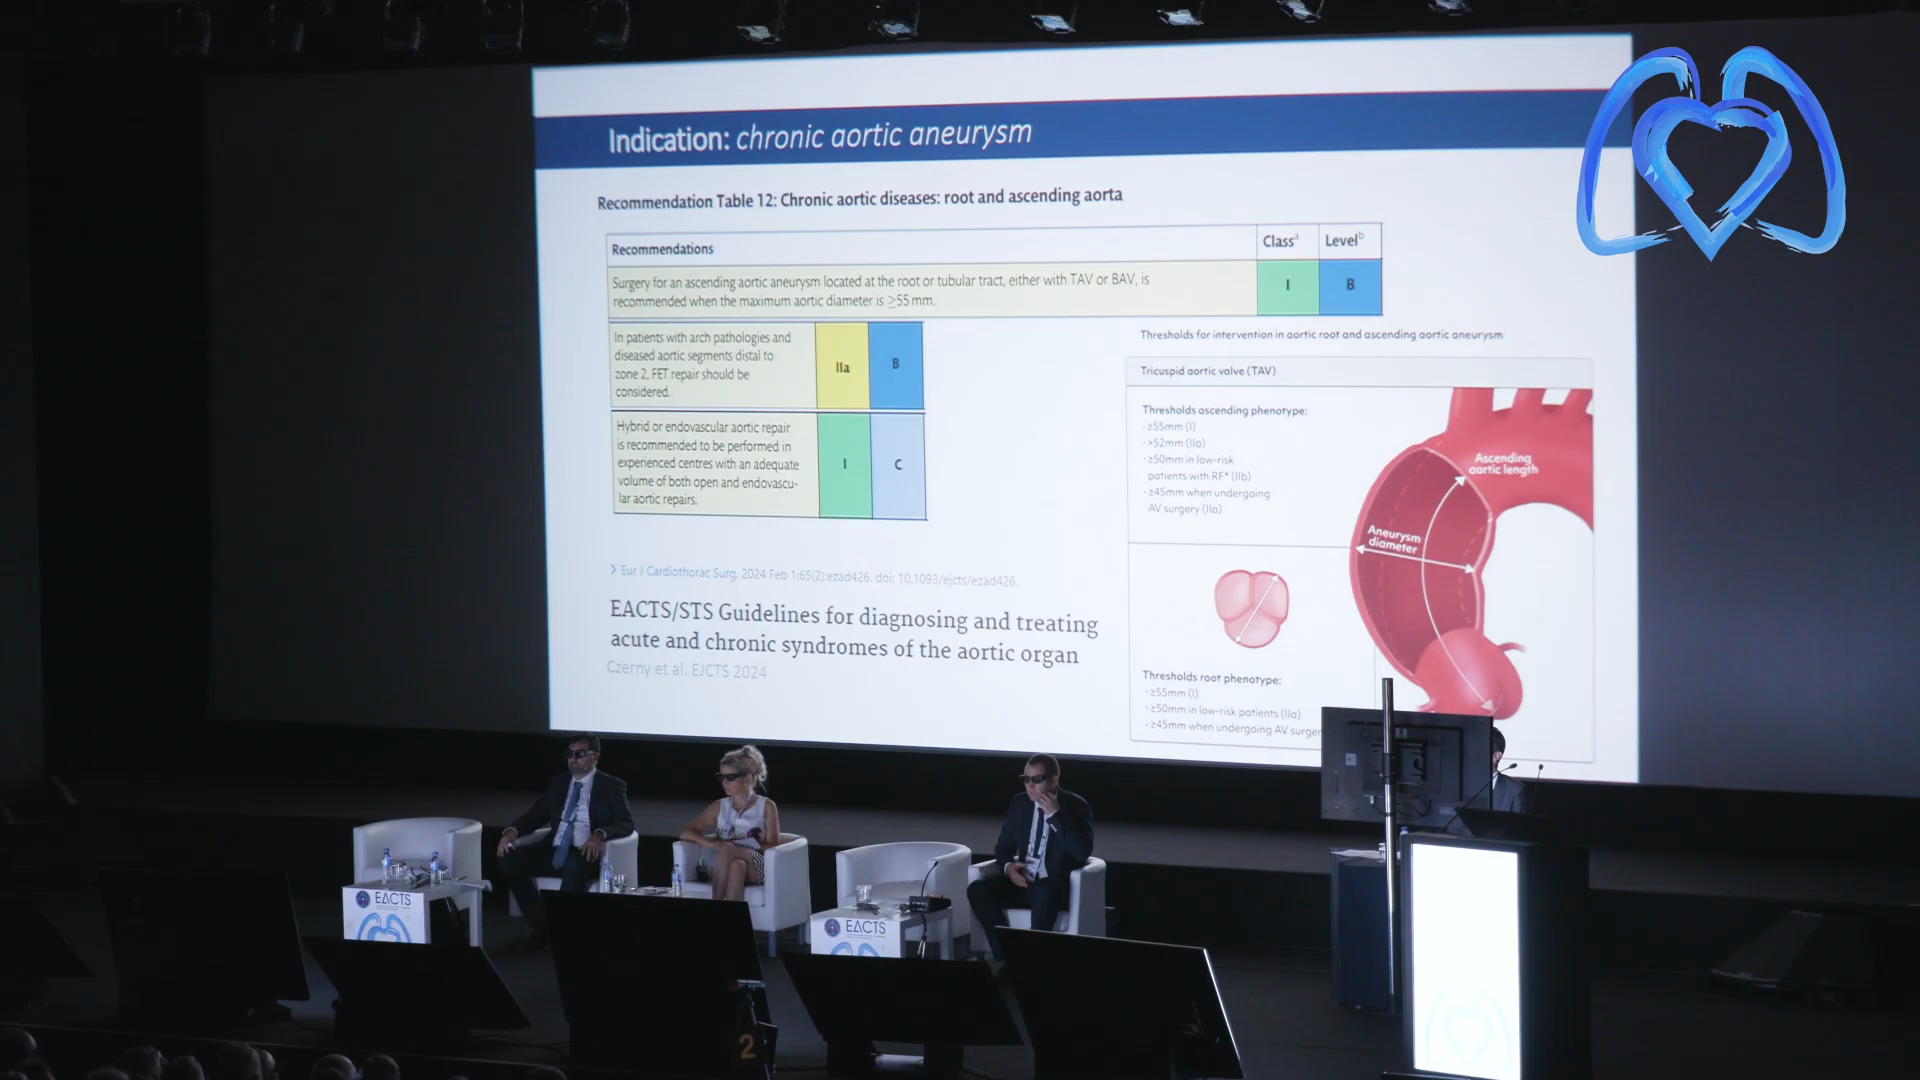 Indication: chronic aortic aneurysm
Recommendation Table 12: Chronic aortic diseases: root and ascending aorta
Recommendations
Classᵃ
Levelᵇ
Surgery for an ascending aortic aneurysm located at the root or tubular tract, either with TAV or BAV, is
recommended when the maximum aortic diameter is ≥55 mm.
I
B
In patients with arch pathologies and
diseased aortic segments distal to
zone 2, FET repair should be
considered.
IIa
B
Hybrid or endovascular aortic repair
is recommended to be performed in
experienced centres with an adequate
volume of both open and endovascu-
lar aortic repairs.
I
C
> Eur J Cardiothorac Surg. 2024 Feb 1;65(2):ezad426. doi: 10.1093/ejcts/ezad426.
EACTS/STS Guidelines for diagnosing and treating
acute and chronic syndromes of the aortic organ
Czerny et al. EJCTS 2024
Thresholds for intervention in aortic root and ascending aortic aneurysm
Tricuspid aortic valve (TAV)
Thresholds ascending phenotype:
-≥55mm (I)
->52mm (IIa)
-≥50mm in low-risk
patients with RF* (IIb)
-≥45mm when undergoing
AV surgery (IIa)
Ascending
aortic length
Aneurysm
diameter
Thresholds root phenotype:
-≥55mm (I)
-≥50mm in low-risk patients (IIa)
-≥45mm when undergoing AV surger
EACTS
EACTS
2